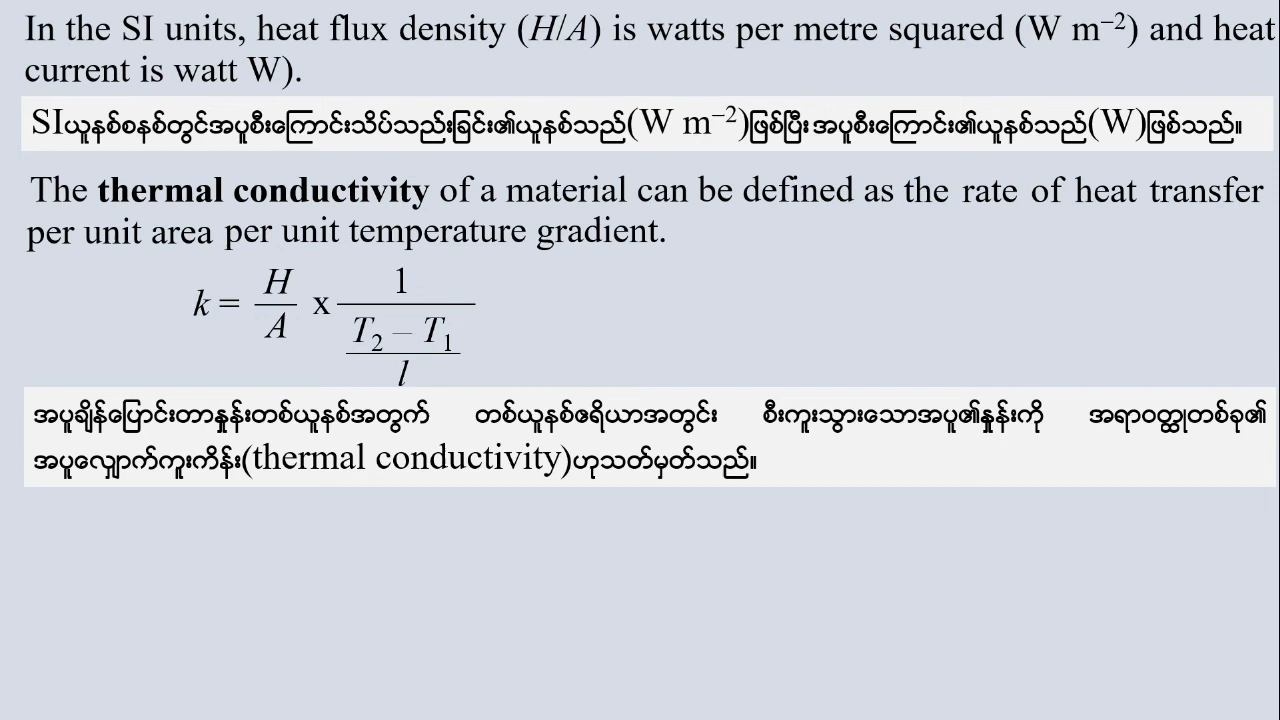 In the SI units, heat flux density (H/A) is watts per metre squared (W m⁻²) and heat
current is watt W).
SIယူနစ်စနစ်တွင်အပူစီးကြောင်းသိပ်သည်းခြင်း၏ယူနစ်သည်(W m⁻²)ဖြစ်ပြီး အပူစီးကြောင်း၏ယူနစ်သည်(W)ဖြစ်သည်။
The thermal conductivity of a material can be defined as the rate of heat transfer
per unit area per unit temperature gradient.
k = H/A x 1/((T₂ – T₁)/l)
အပူချိန်ပြောင်းတာနှုန်းတစ်ယူနစ်အတွက် တစ်ယူနစ်ဧရိယာအတွင်း စီးကူးသွားသောအပူ၏နှုန်းကို အရာဝတ္ထုတစ်ခု၏
အပူလျှောက်ကူးကိန်း(thermal conductivity)ဟုသတ်မှတ်သည်။